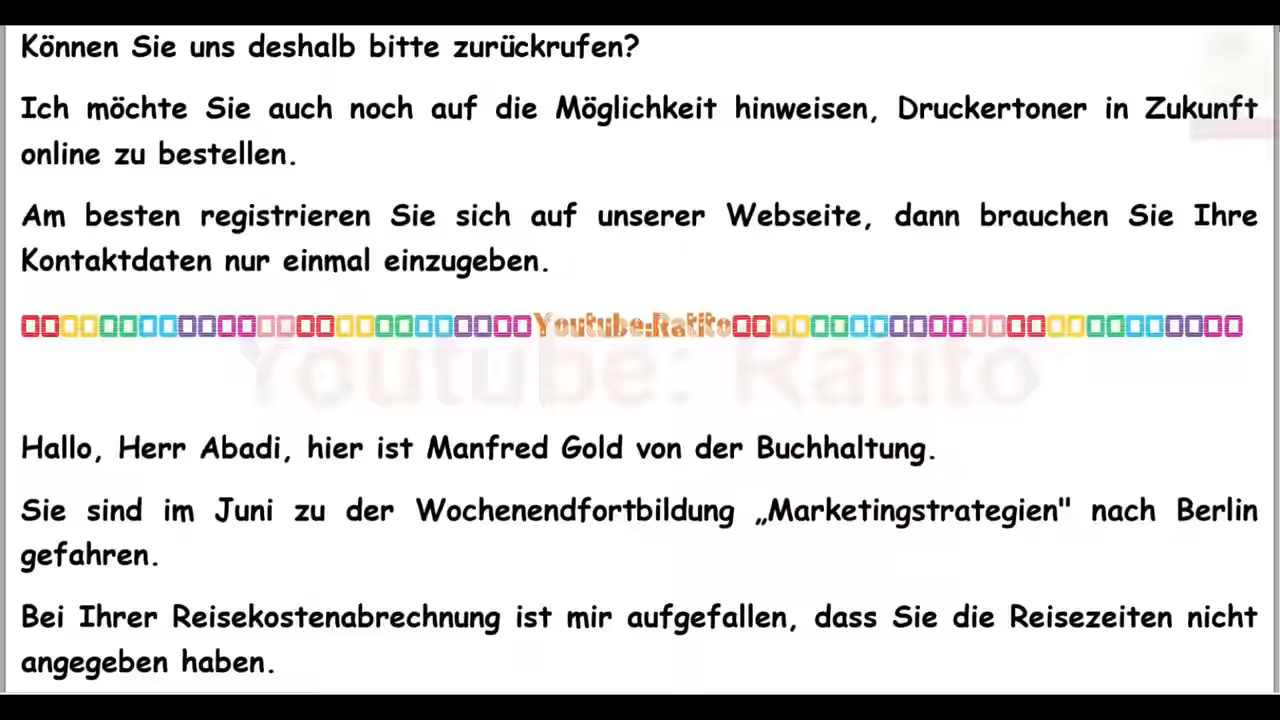 Können Sie uns deshalb bitte zurückrufen?
Ich möchte Sie auch noch auf die Möglichkeit hinweisen, Druckertoner in Zukunft
online zu bestellen.
Am besten registrieren Sie sich auf unserer Webseite, dann brauchen Sie Ihre
Kontaktdaten nur einmal einzugeben.
Youtube:Ratito
Youtube: Ratito
Hallo, Herr Abadi, hier ist Manfred Gold von der Buchhaltung.
Sie sind im Juni zu der Wochenendfortbildung „Marketingstrategien" nach Berlin
gefahren.
Bei Ihrer Reisekostenabrechnung ist mir aufgefallen, dass Sie die Reisezeiten nicht
angegeben haben.